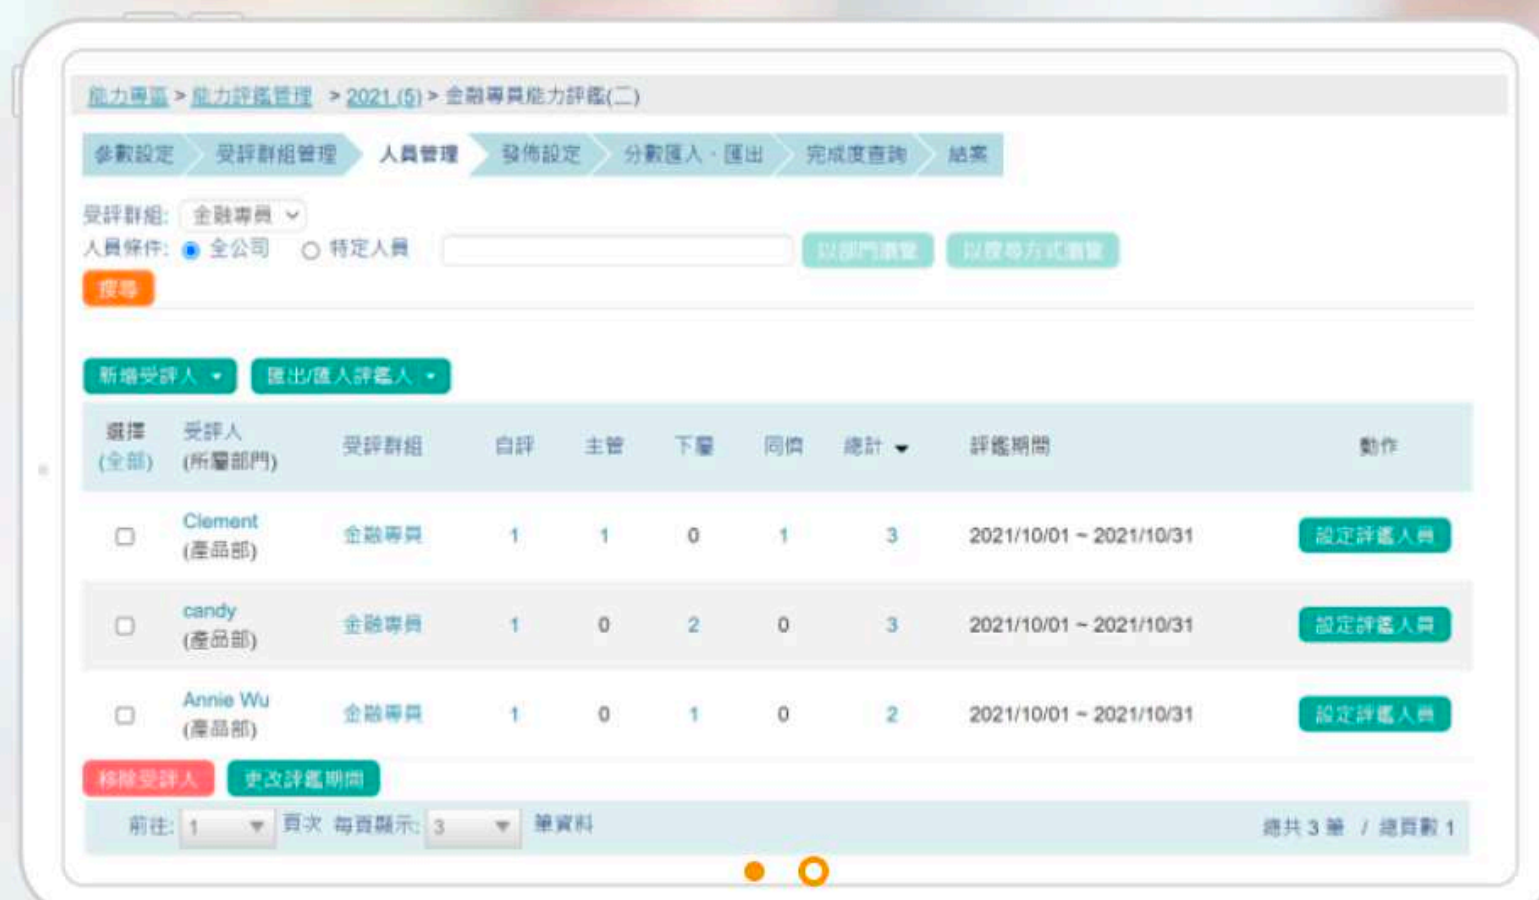 能力專區 > 能力評鑑管理 > 2021 (5) > 金融專員能力評鑑(二)
參數設定 受評群組管理 人員管理 發佈設定 分數匯入、匯出 完成度查詢 結案
受評群組: 金融專員
人員條件: 全公司 特定人員 以部門瀏覽 以搜尋方式瀏覽
搜尋
新增受評人 匯出/匯入評鑑人
選擇 (全部) 受評人 (所屬部門) 受評群組 自評 主管 下屬 同儕 總計 評鑑期間 動作
Clement (產品部) 金融專員 1 1 0 1 3 2021/10/01 ~ 2021/10/31 設定評鑑人員
candy (產品部) 金融專員 1 0 2 0 3 2021/10/01 ~ 2021/10/31 設定評鑑人員
Annie Wu (產品部) 金融專員 1 0 1 0 2 2021/10/01 ~ 2021/10/31 設定評鑑人員
移除受評人 更改評鑑期間
前往: 1 頁次 每頁顯示: 3 筆資料 總共 3 筆 / 總頁數 1